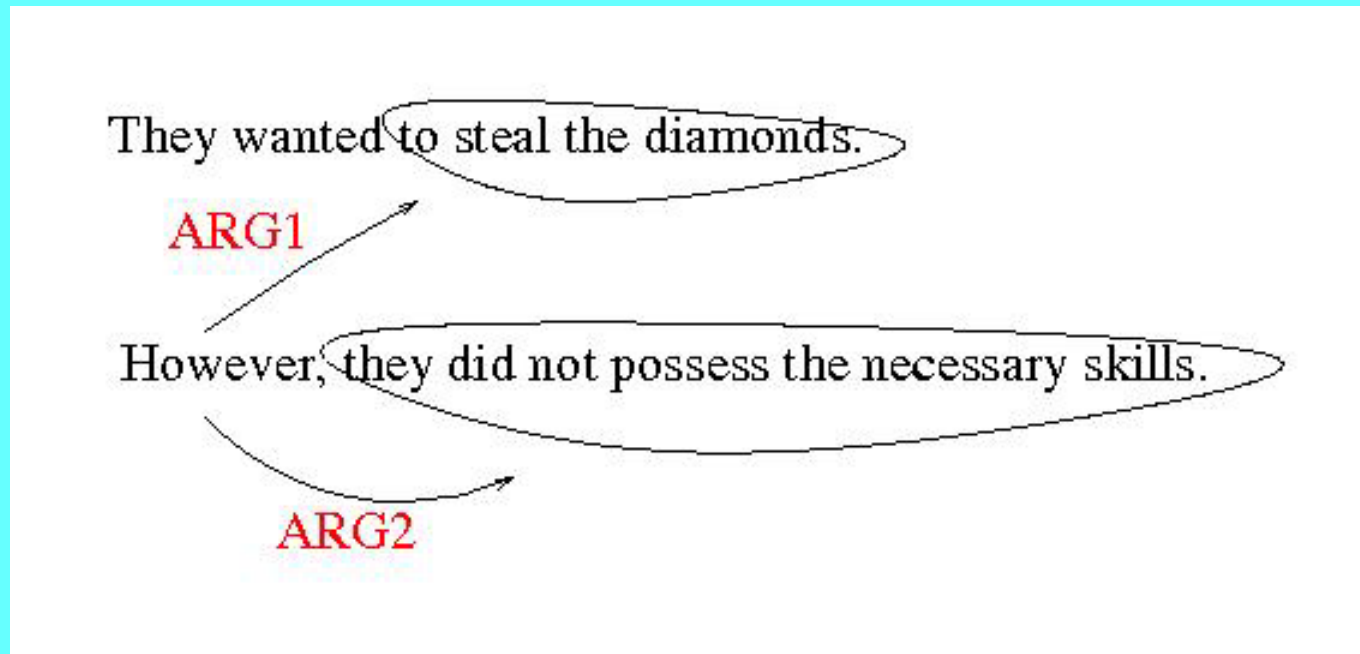 They wanted to steal the diamonds.
ARG1
However, they did not possess the necessary skills.
ARG2